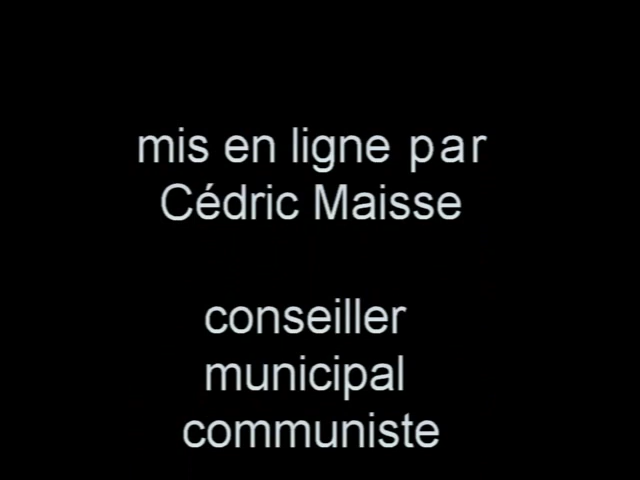 mis en ligne par
Cédric Maisse
conseiller
municipal
communiste